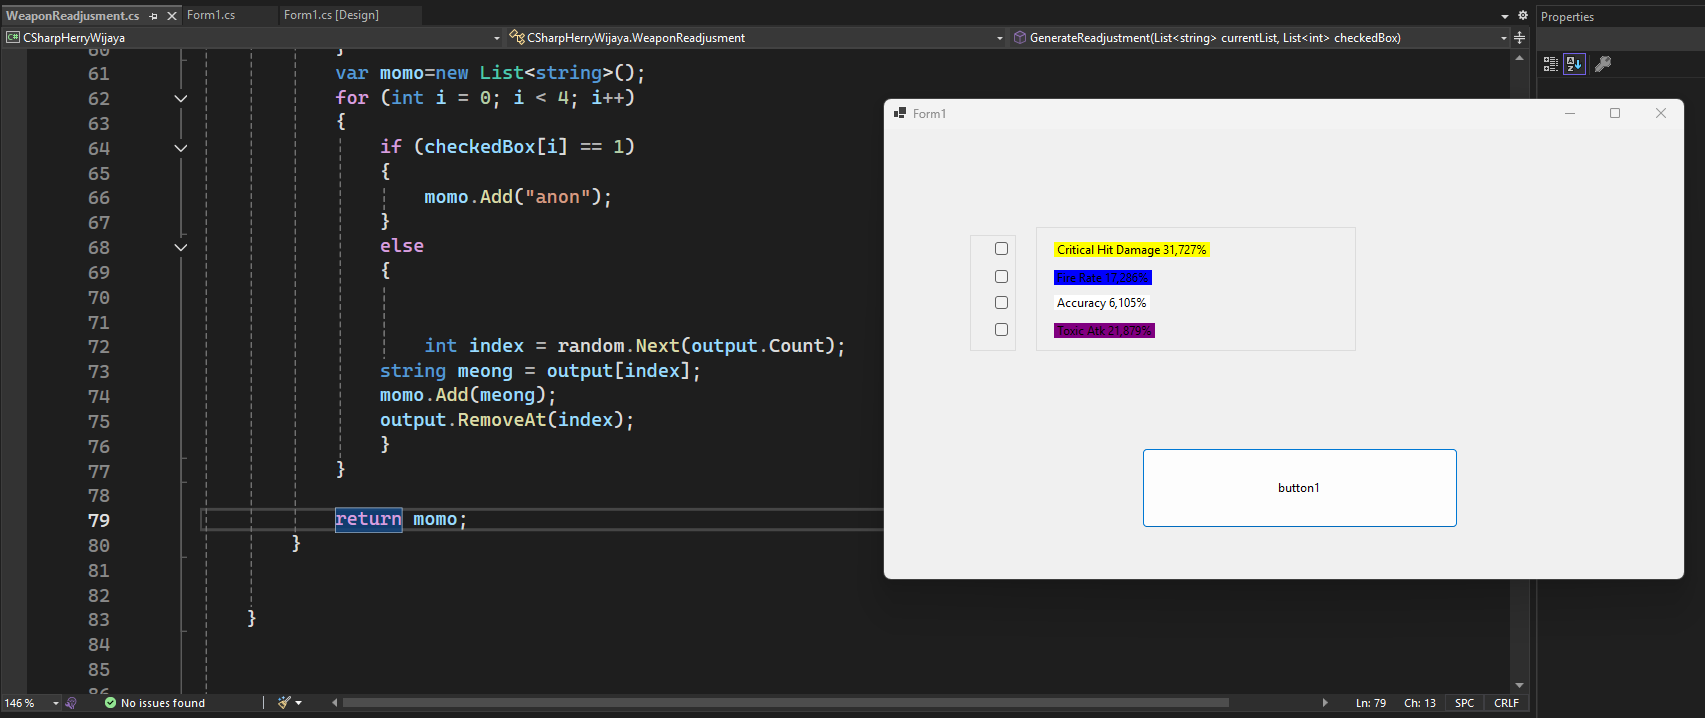 WeaponReadjusment.cs
Form1.cs
Form1.cs [Design]
Properties
C# CSharpHerryWijaya
CSharpHerryWijaya.WeaponReadjusment
GenerateReadjustment(List<string> currentList, List<int> checkedBox)
60 }
61 var momo=new List<string>();
62 for (int i = 0; i < 4; i++)
63 {
64 if (checkedBox[i] == 1)
65 {
66 momo.Add("anon");
67 }
68 else
69 {
70
71
72 int index = random.Next(output.Count);
73 string meong = output[index];
74 momo.Add(meong);
75 output.RemoveAt(index);
76 }
77 }
78
79 return momo;
80 }
81
82
83 }
84
85
86
Form1
Critical Hit Damage 31,727%
Fire Rate 17,286%
Accuracy 6,105%
Toxic Atk 21,879%
button1
146 %
No issues found
Ln: 79 Ch: 13 SPC CRLF